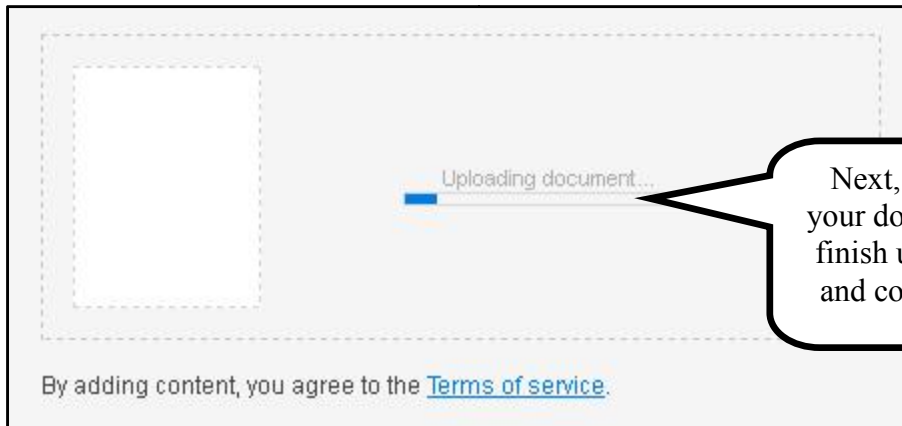 Uploading document...
Next,
your do
finish u
and co
By adding content, you agree to the Terms of service.